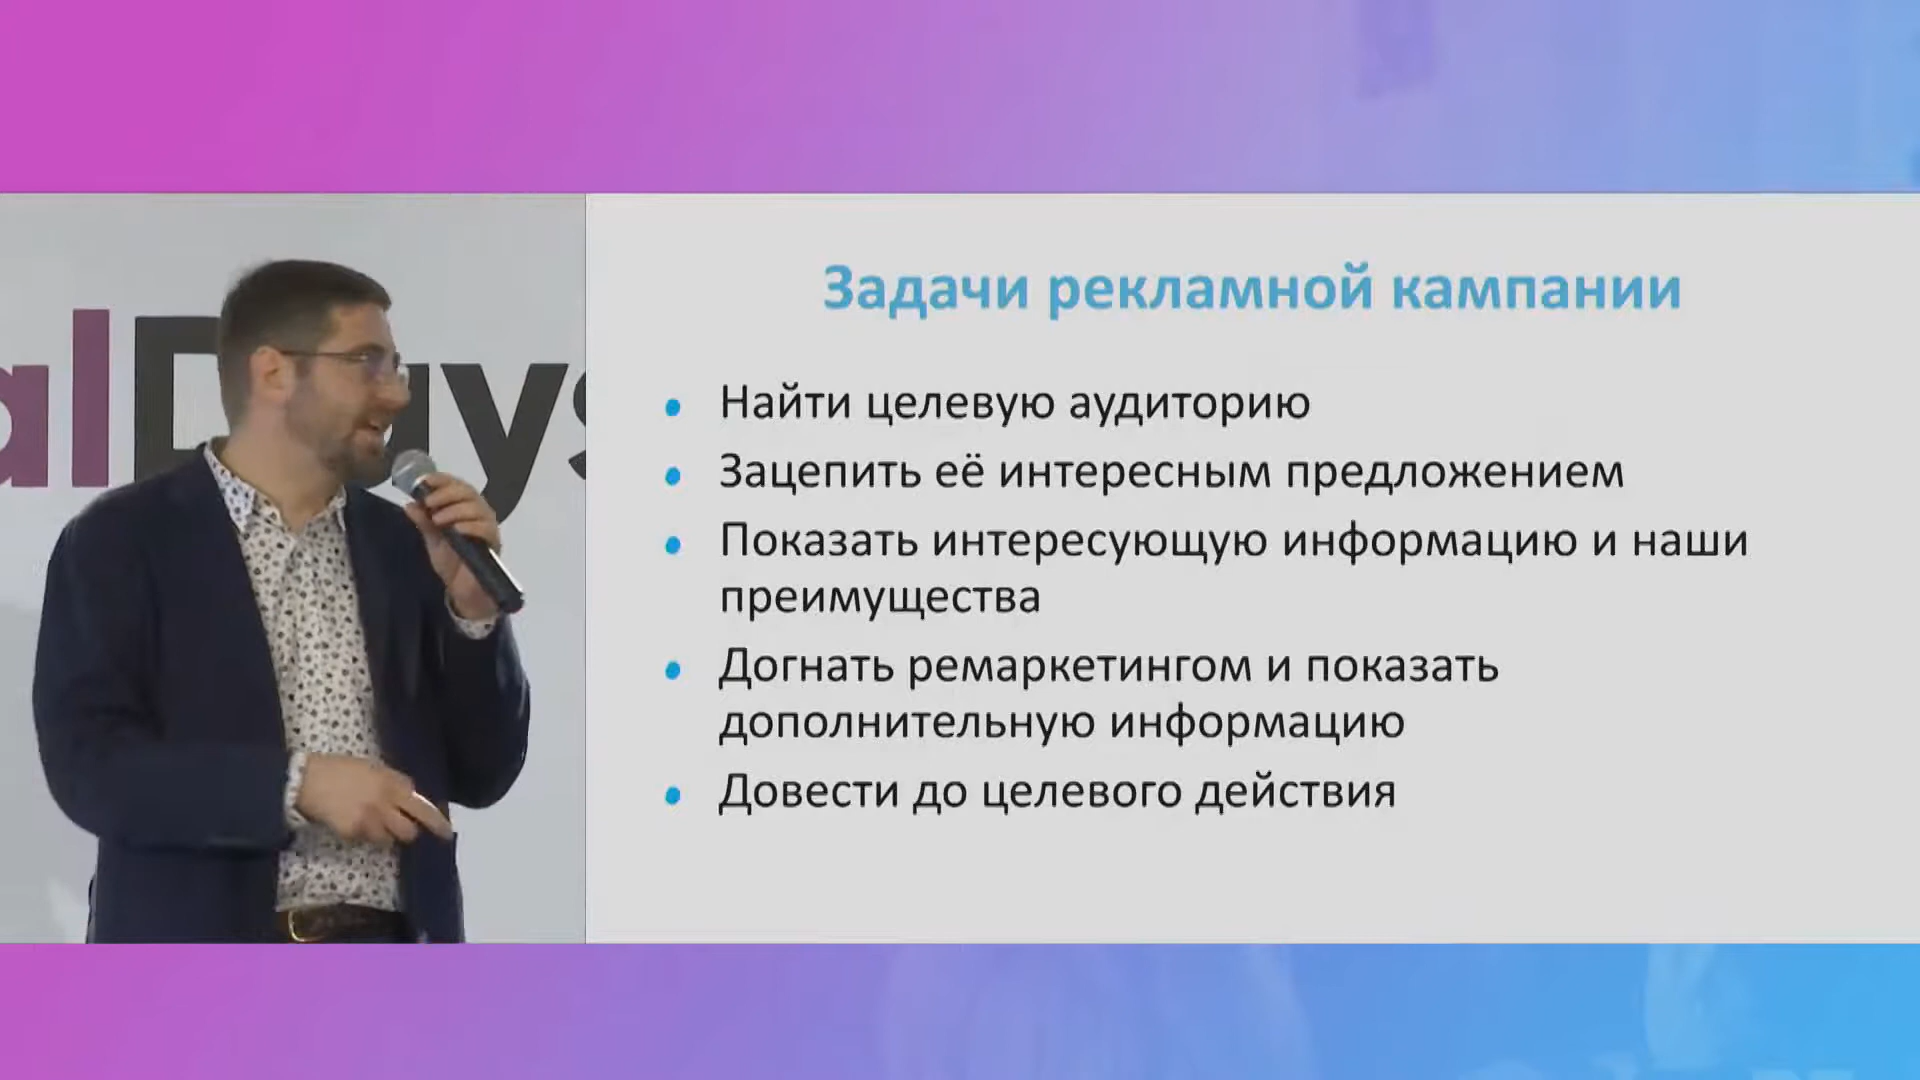 alDays
Задачи рекламной кампании
Найти целевую аудиторию
Зацепить её интересным предложением
Показать интересующую информацию и наши
преимущества
Догнать ремаркетингом и показать
дополнительную информацию
Довести до целевого действия